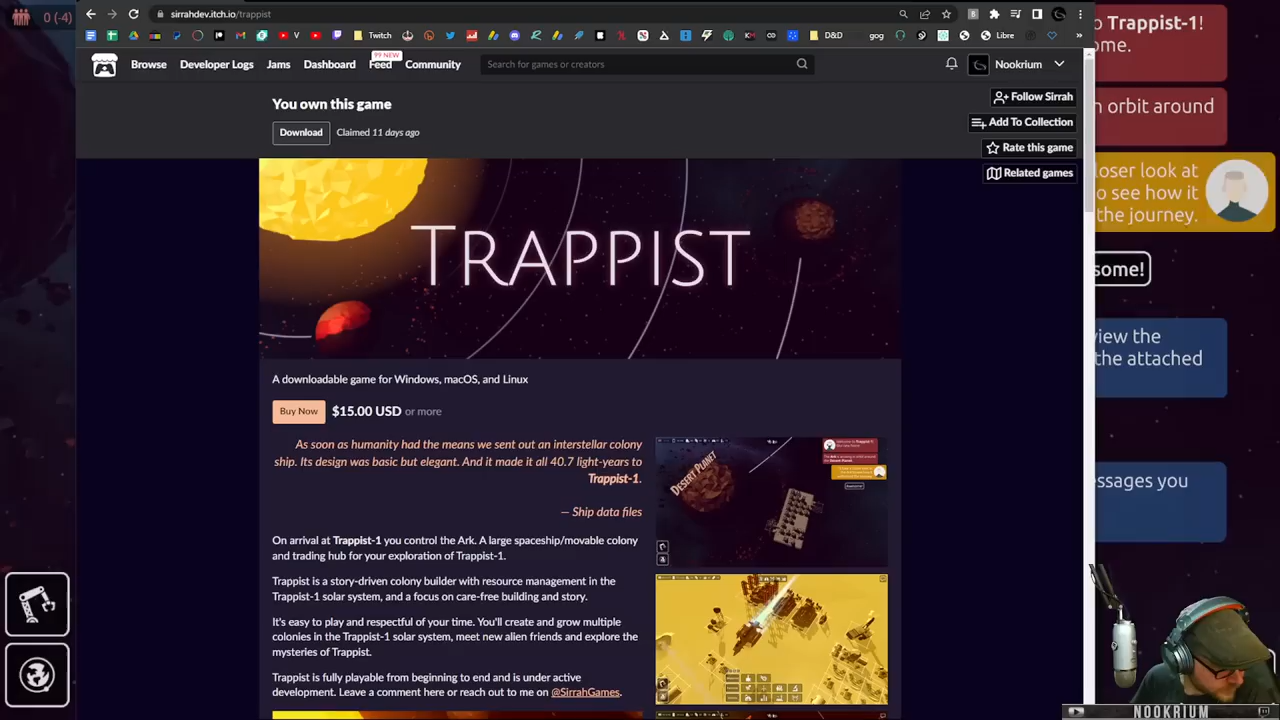 0 (-4)
sirrahdev.itch.io/trappist
Twitch
D&D
gog
Libre
Browse
Developer Logs
Jams
Dashboard
99 NEW
Feed
Community
Search for games or creators
Nookrium
You own this game
Download
Claimed 11 days ago
Follow Sirrah
Add To Collection
Rate this game
Related games
TRAPPIST
A downloadable game for Windows, macOS, and Linux
Buy Now
$15.00 USD or more
As soon as humanity had the means we sent out an interstellar colony
ship. Its design was basic but elegant. And it made it all 40.7 light-years to
Trappist-1.
— Ship data files
On arrival at Trappist-1 you control the Ark. A large spaceship/movable colony
and trading hub for your exploration of Trappist-1.
Trappist is a story-driven colony builder with resource management in the
Trappist-1 solar system, and a focus on care-free building and story.
It's easy to play and respectful of your time. You'll create and grow multiple
colonies in the Trappist-1 solar system, meet new alien friends and explore the
mysteries of Trappist.
Trappist is fully playable from beginning to end and is under active
development. Leave a comment here or reach out to me on @SirrahGames.
DESERT PLANET
o Trappist-1!
ome.
n orbit around
loser look at
o see how it
the journey.
some!
view the
the attached
ssages you
NOOKRIUM